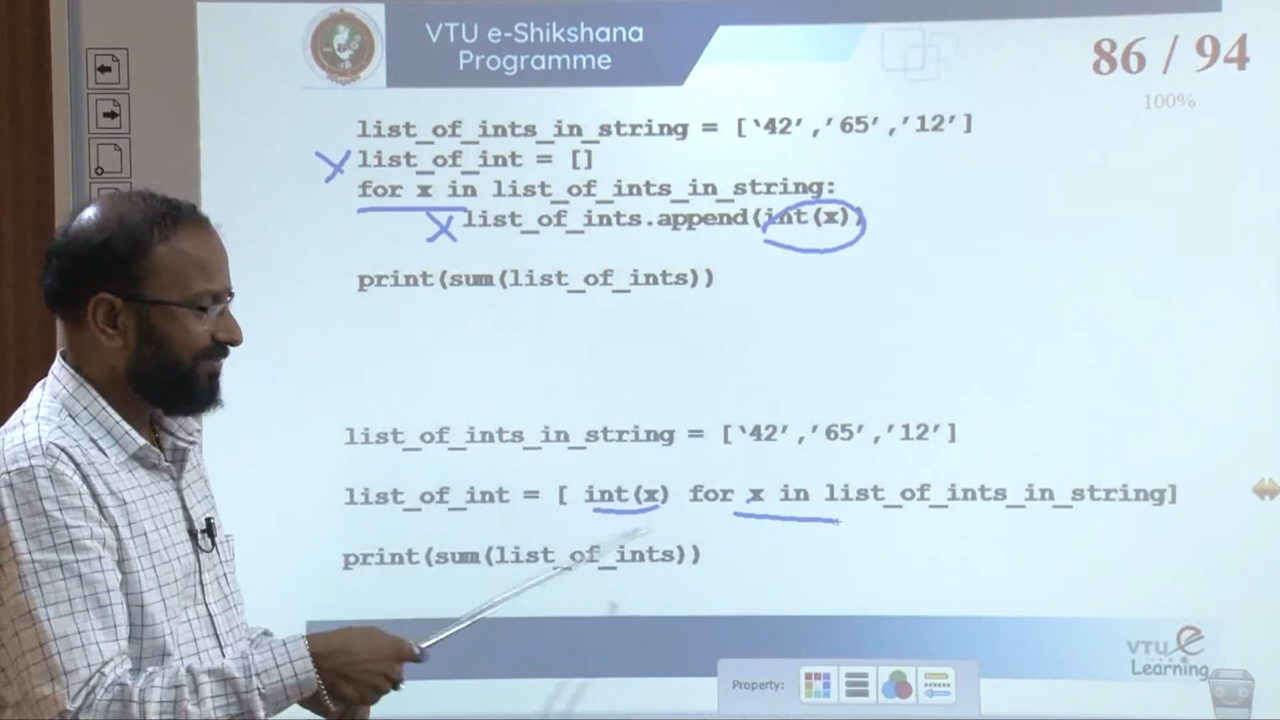 VTU e-Shikshana
Programme
86 / 94
100%
list_of_ints_in_string = [‘42’,’65’,’12’]
list_of_int = []
for x in list_of_ints_in_string:
list_of_ints.append(int(x))
print(sum(list_of_ints))
list_of_ints_in_string = [‘42’,’65’,’12’]
list_of_int = [ int(x) for x in list_of_ints_in_string]
print(sum(list_of_ints))
VTU e
Learning
Property: